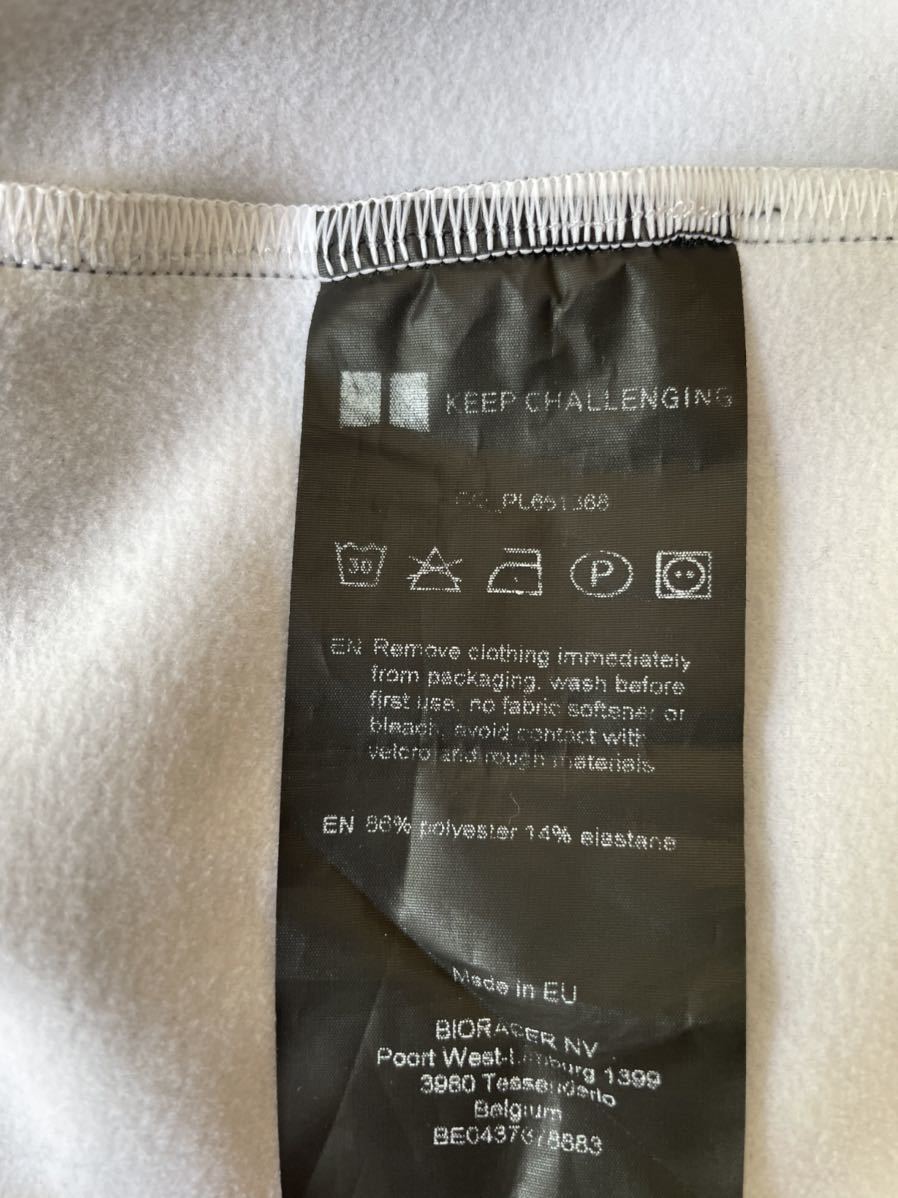 KEEP CHALLENGING
PL651368
30
P
EN Remove clothing immediately
from packaging, wash before
first use, no fabric softener or
bleach, avoid contact with
velcro and rough materials.
EN 86% polyester 14% elastane
Made in EU
BIORACER NV
Poort West-Limburg 1399
3980 Tessenderlo
Belgium